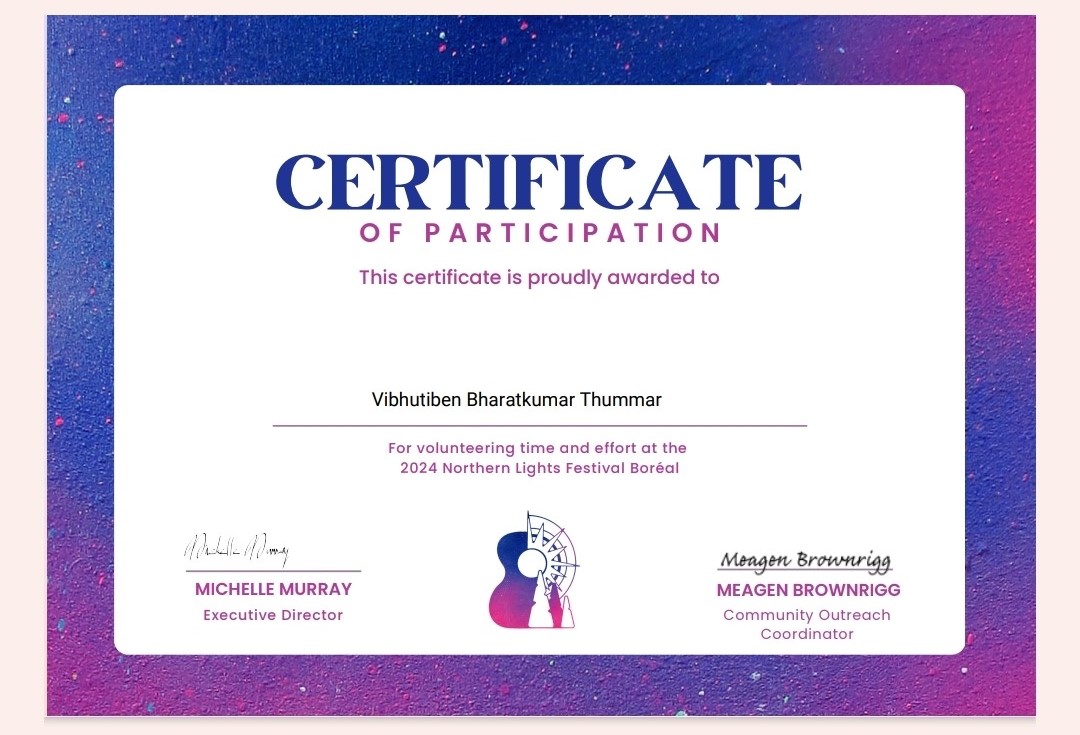 CERTIFICATE
OF PARTICIPATION
This certificate is proudly awarded to
Vibhutiben Bharatkumar Thummar
For volunteering time and effort at the
2024 Northern Lights Festival Boréal
Michelle Murray
MICHELLE MURRAY
Executive Director
Meagen Brownrigg
MEAGEN BROWNRIGG
Community Outreach
Coordinator